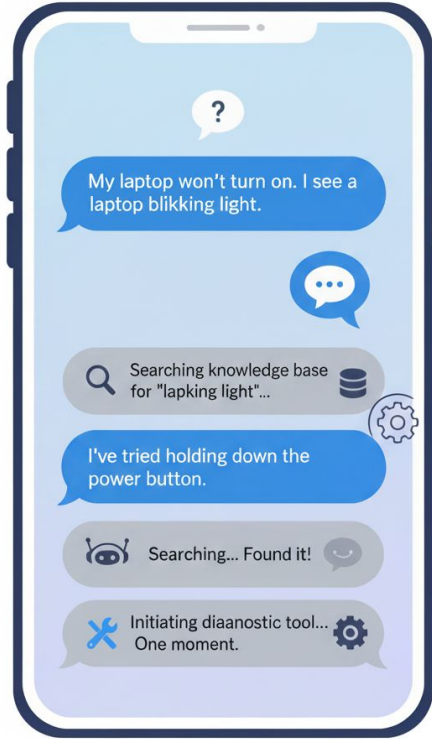 ?
My laptop won't turn on. I see a
laptop blikking light.
Searching knowledge base
for "lapking light"...
I've tried holding down the
power button.
Searching... Found it!
Initiating diaanostic tool...
One moment.